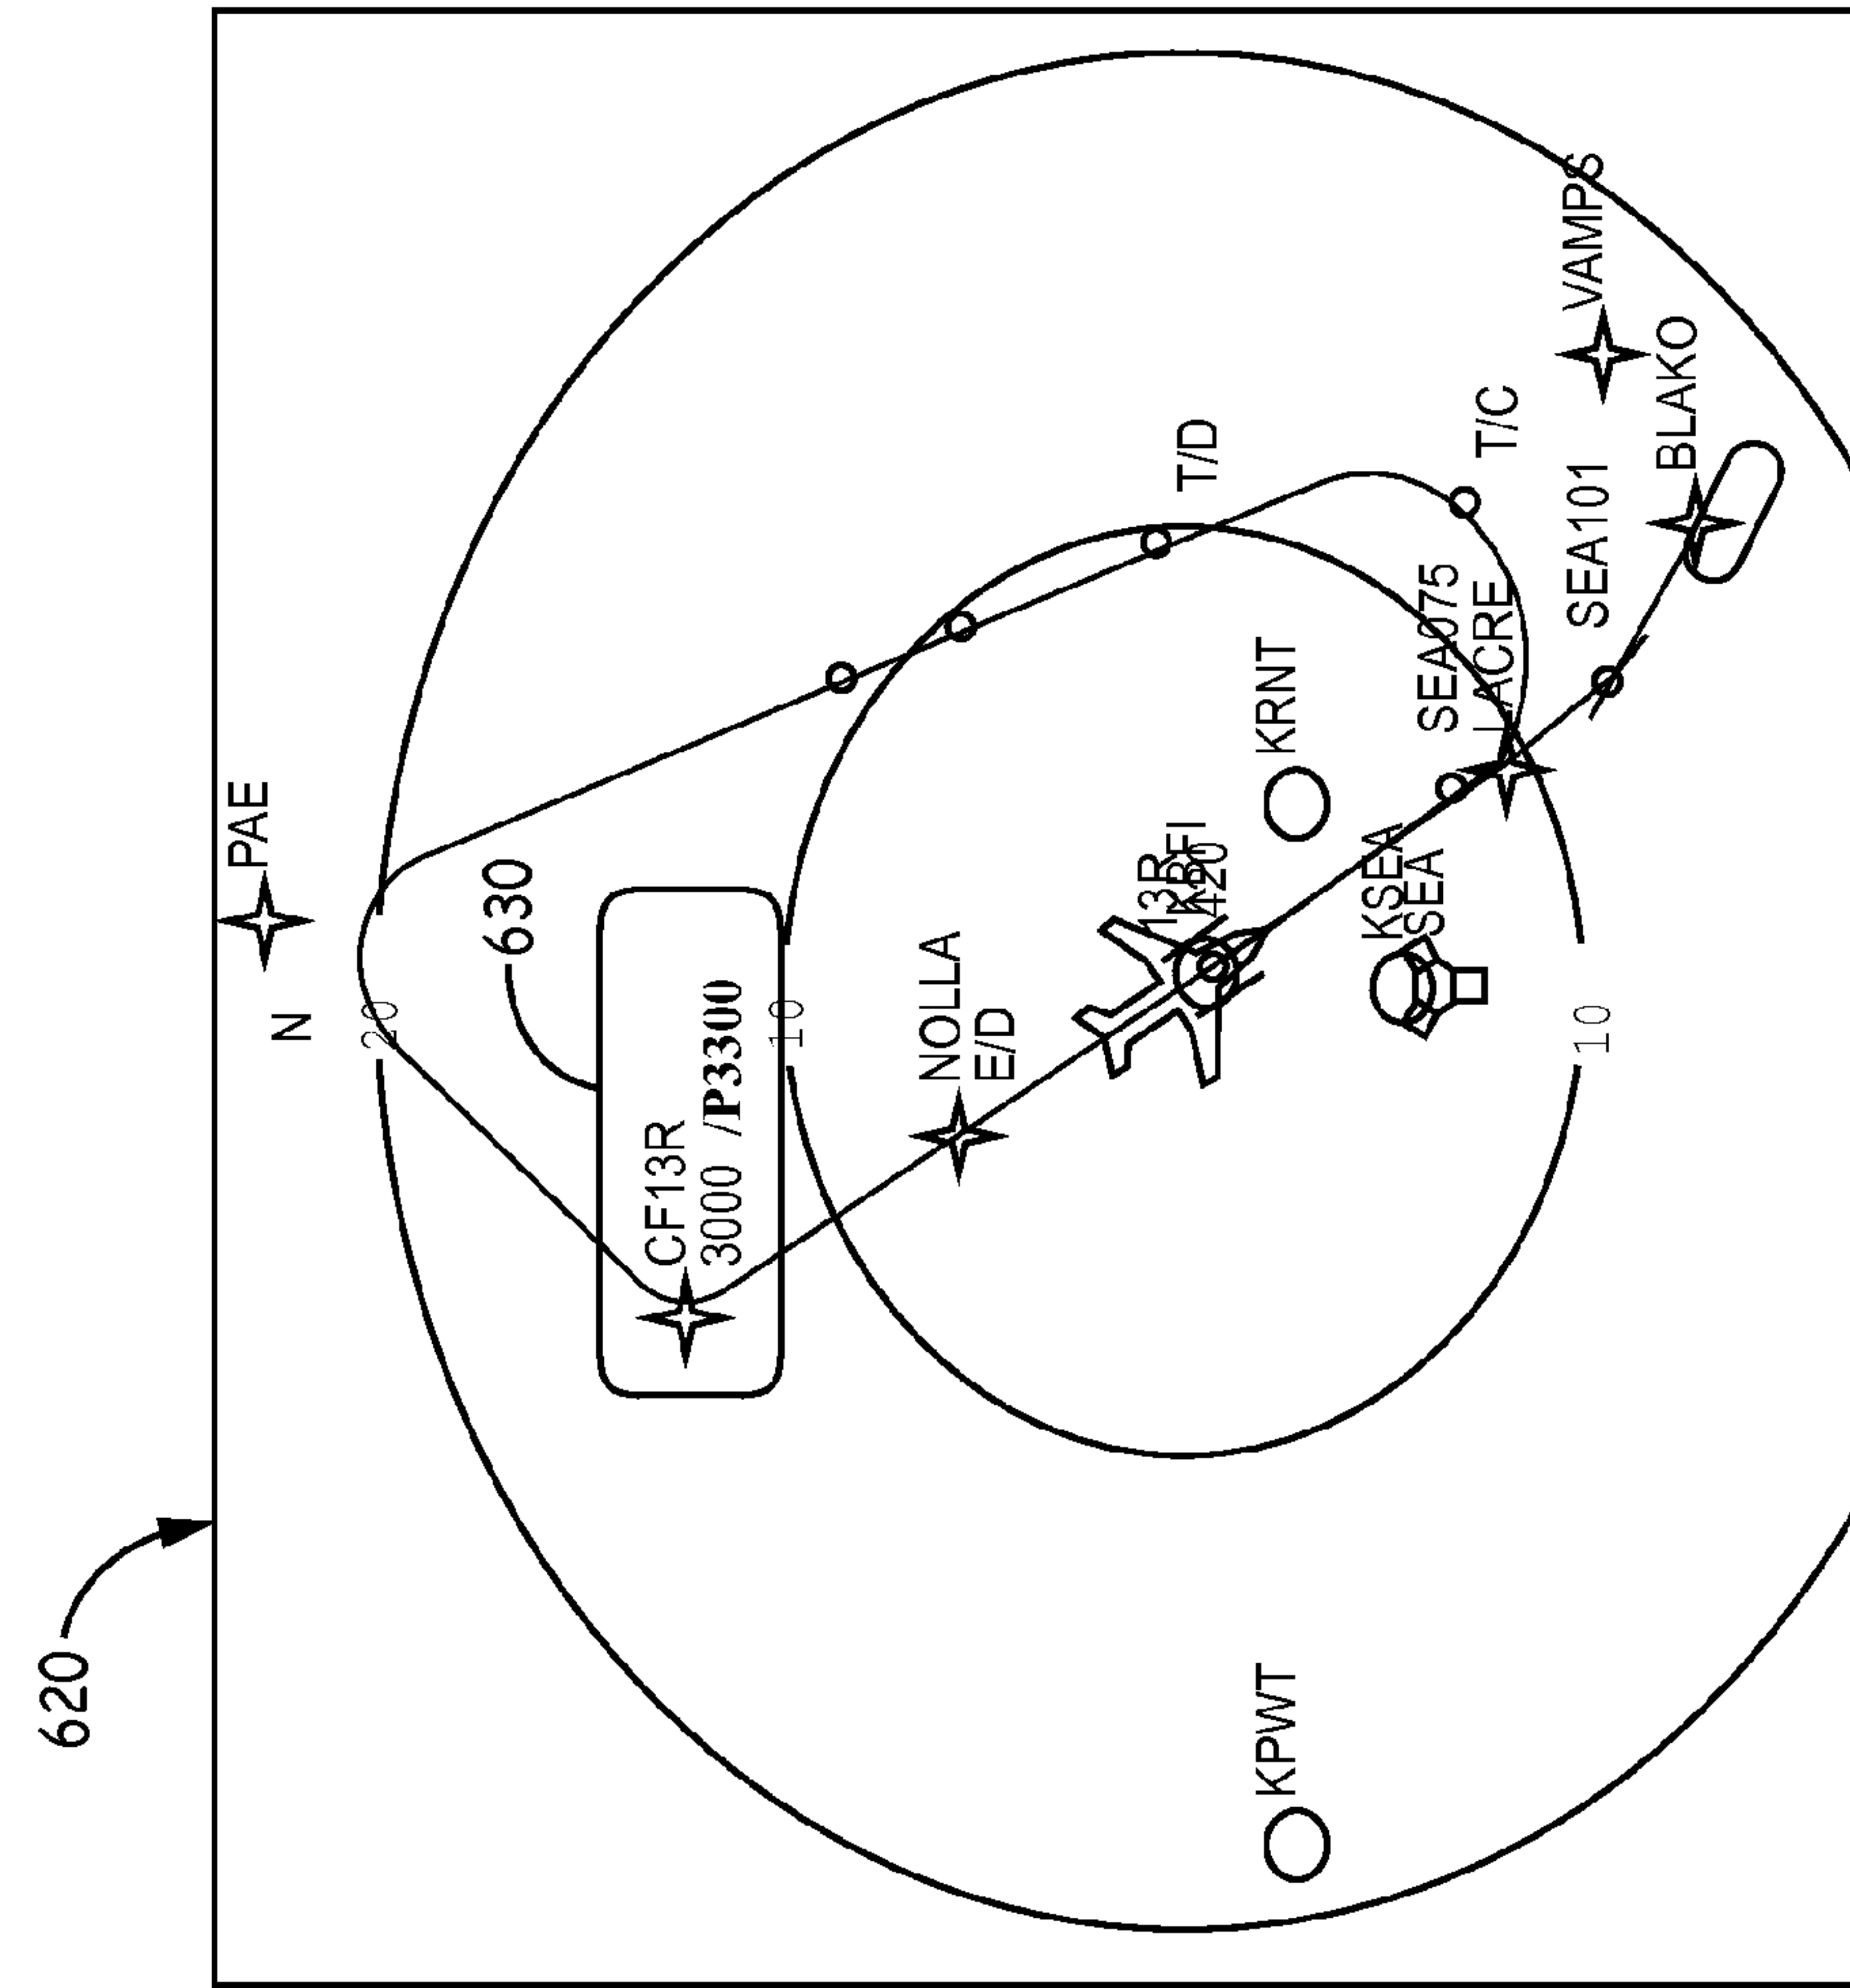 620
PAE
N
20
630
CF13R
3000 /P3300
10
NOLLA
E/D
13R
KBFI
420
T/D
KRNT
KPWT
KSEA
SEA
SEA075
LACRE
T/C
SEA101
VAMPS
BLAKO
10